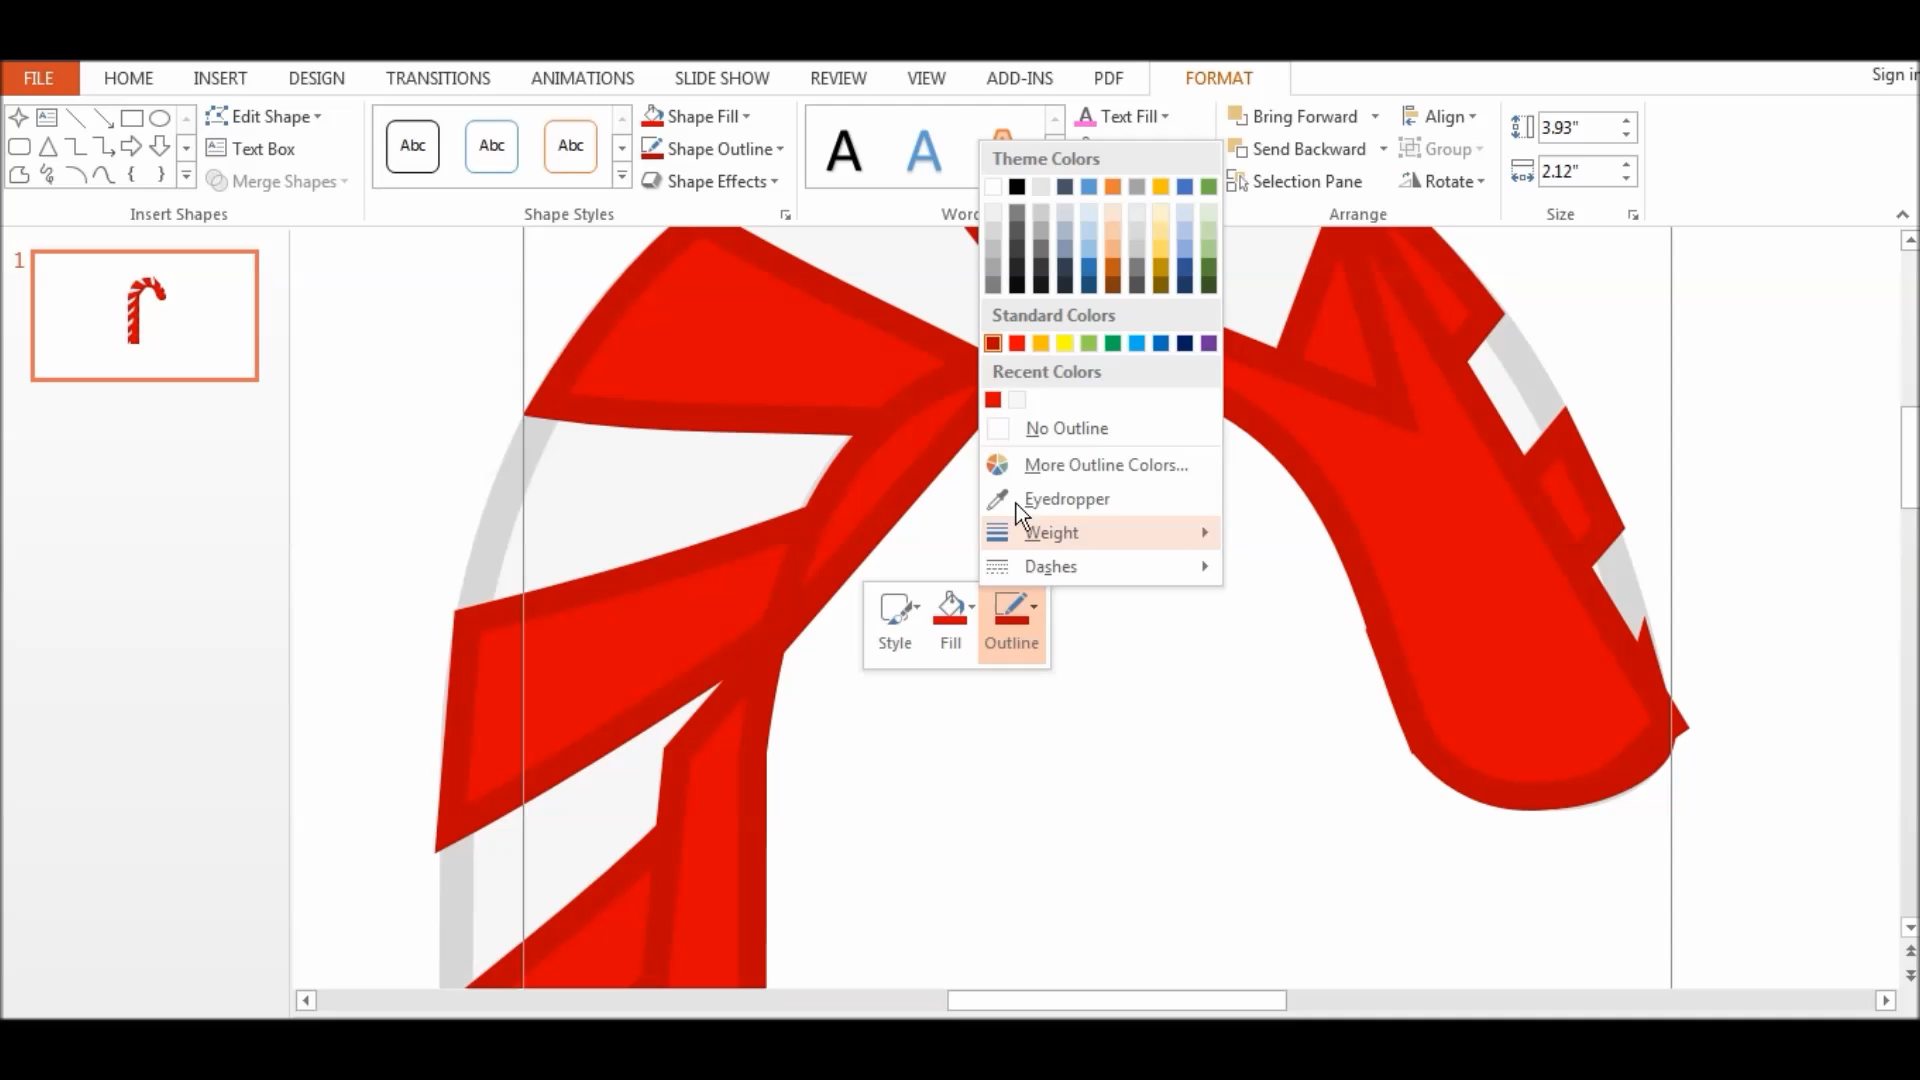 FILE HOME INSERT DESIGN TRANSITIONS ANIMATIONS SLIDE SHOW REVIEW VIEW ADD-INS PDF FORMAT Sign in
Edit Shape
Text Box
Merge Shapes
Insert Shapes
Abc Abc Abc
Shape Fill
Shape Outline
Shape Effects
Shape Styles
A A
Text Fill
Bring Forward
Send Backward
Selection Pane
Align
Group
Rotate
Arrange
3.93"
2.12"
Size
1
Theme Colors
Standard Colors
Recent Colors
No Outline
More Outline Colors...
Eyedropper
Weight
Dashes
Style Fill Outline